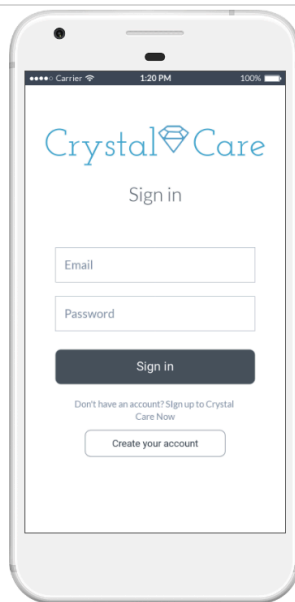 Carrier 1:20 PM 100%
Crystal Care
Sign in
Email
Password
Sign in
Don't have an account? SIgn up to Crystal
Care Now
Create your account